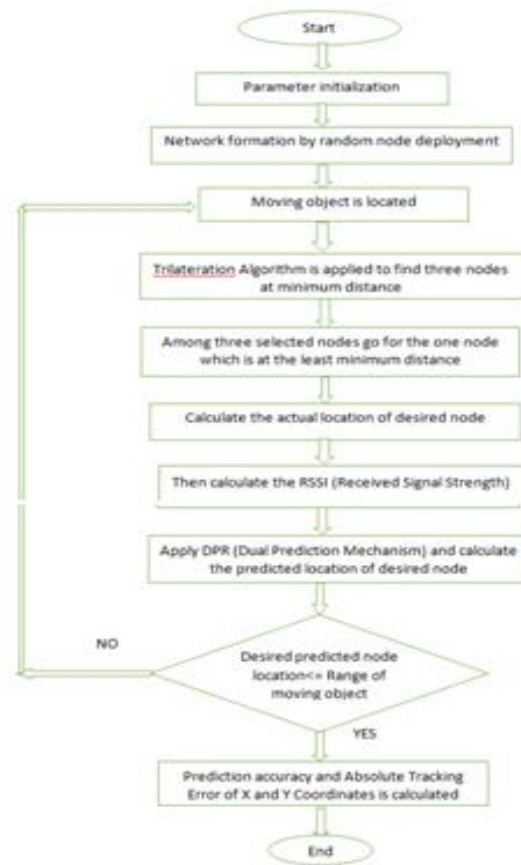 Start
Parameter initialization
Network formation by random node deployment
Moving object is located
Trilateration Algorithm is applied to find three nodes
at minimum distance
Among three selected nodes go for the one node
which is at the least minimum distance
Calculate the actual location of desired node
Then calculate the RSSI (Received Signal Strength)
Apply DPR (Dual Prediction Mechanism) and calculate
the predicted location of desired node
NO
Desired predicted node
location<= Range of
moving object
YES
Prediction accuracy and Absolute Tracking
Error of X and Y Coordinates is calculated
End